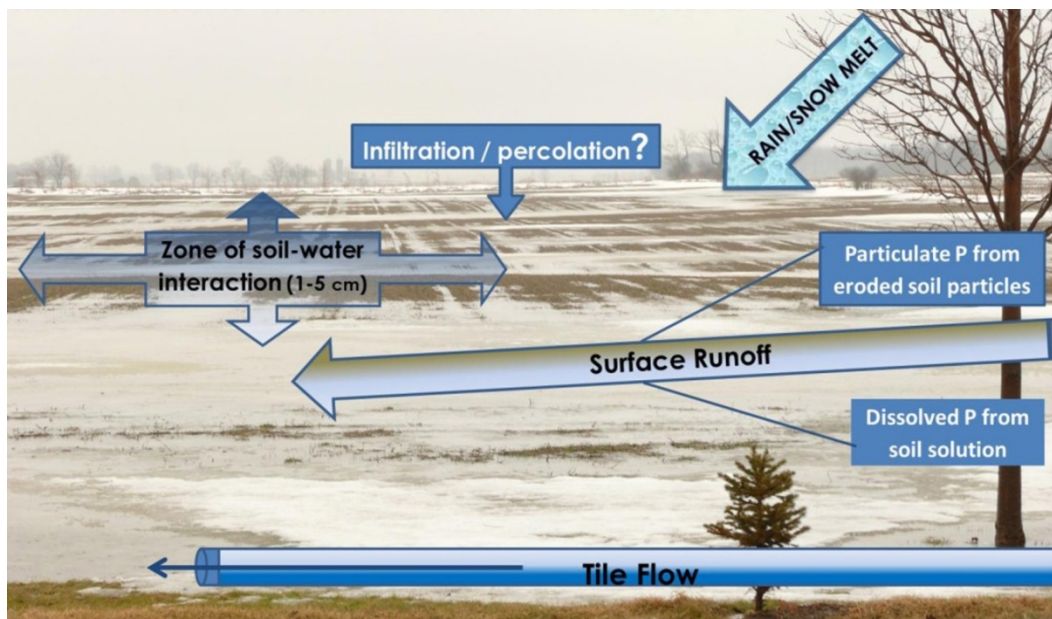 RAIN/SNOW MELT
Infiltration / percolation?
Zone of soil-water
interaction (1-5 cm)
Particulate P from
eroded soil particles
Surface Runoff
Dissolved P from
soil solution
Tile Flow